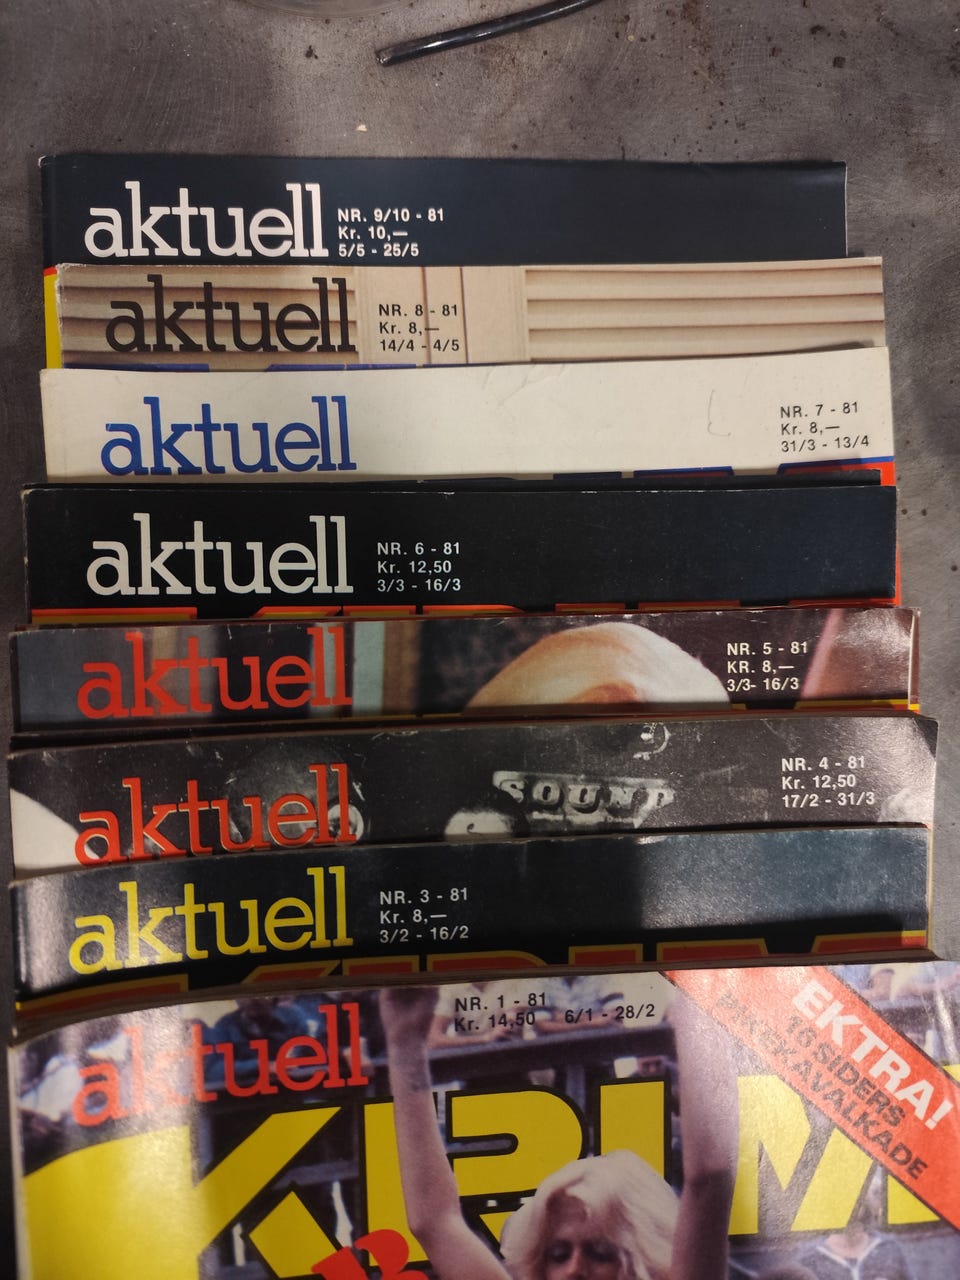 aktuell
NR. 9/10 - 81
Kr. 10,—
5/5 - 25/5
aktuell
NR. 8 - 81
Kr. 8,—
14/4 - 4/5
aktuell
NR. 7 - 81
Kr. 8,—
31/3 - 13/4
aktuell
NR. 6 - 81
Kr. 12,50
3/3 - 16/3
aktuell
NR. 5 - 81
KR. 8,—
3/3- 16/3
aktuell
SOUND
NR. 4 - 81
Kr. 12,50
17/2 - 31/3
aktuell
NR. 3 - 81
Kr. 8,—
3/2 - 16/2
aktuell
NR. 1 - 81
Kr. 14,50 6/1 - 28/2
EKTRA!
16 SIDERS
KRIM